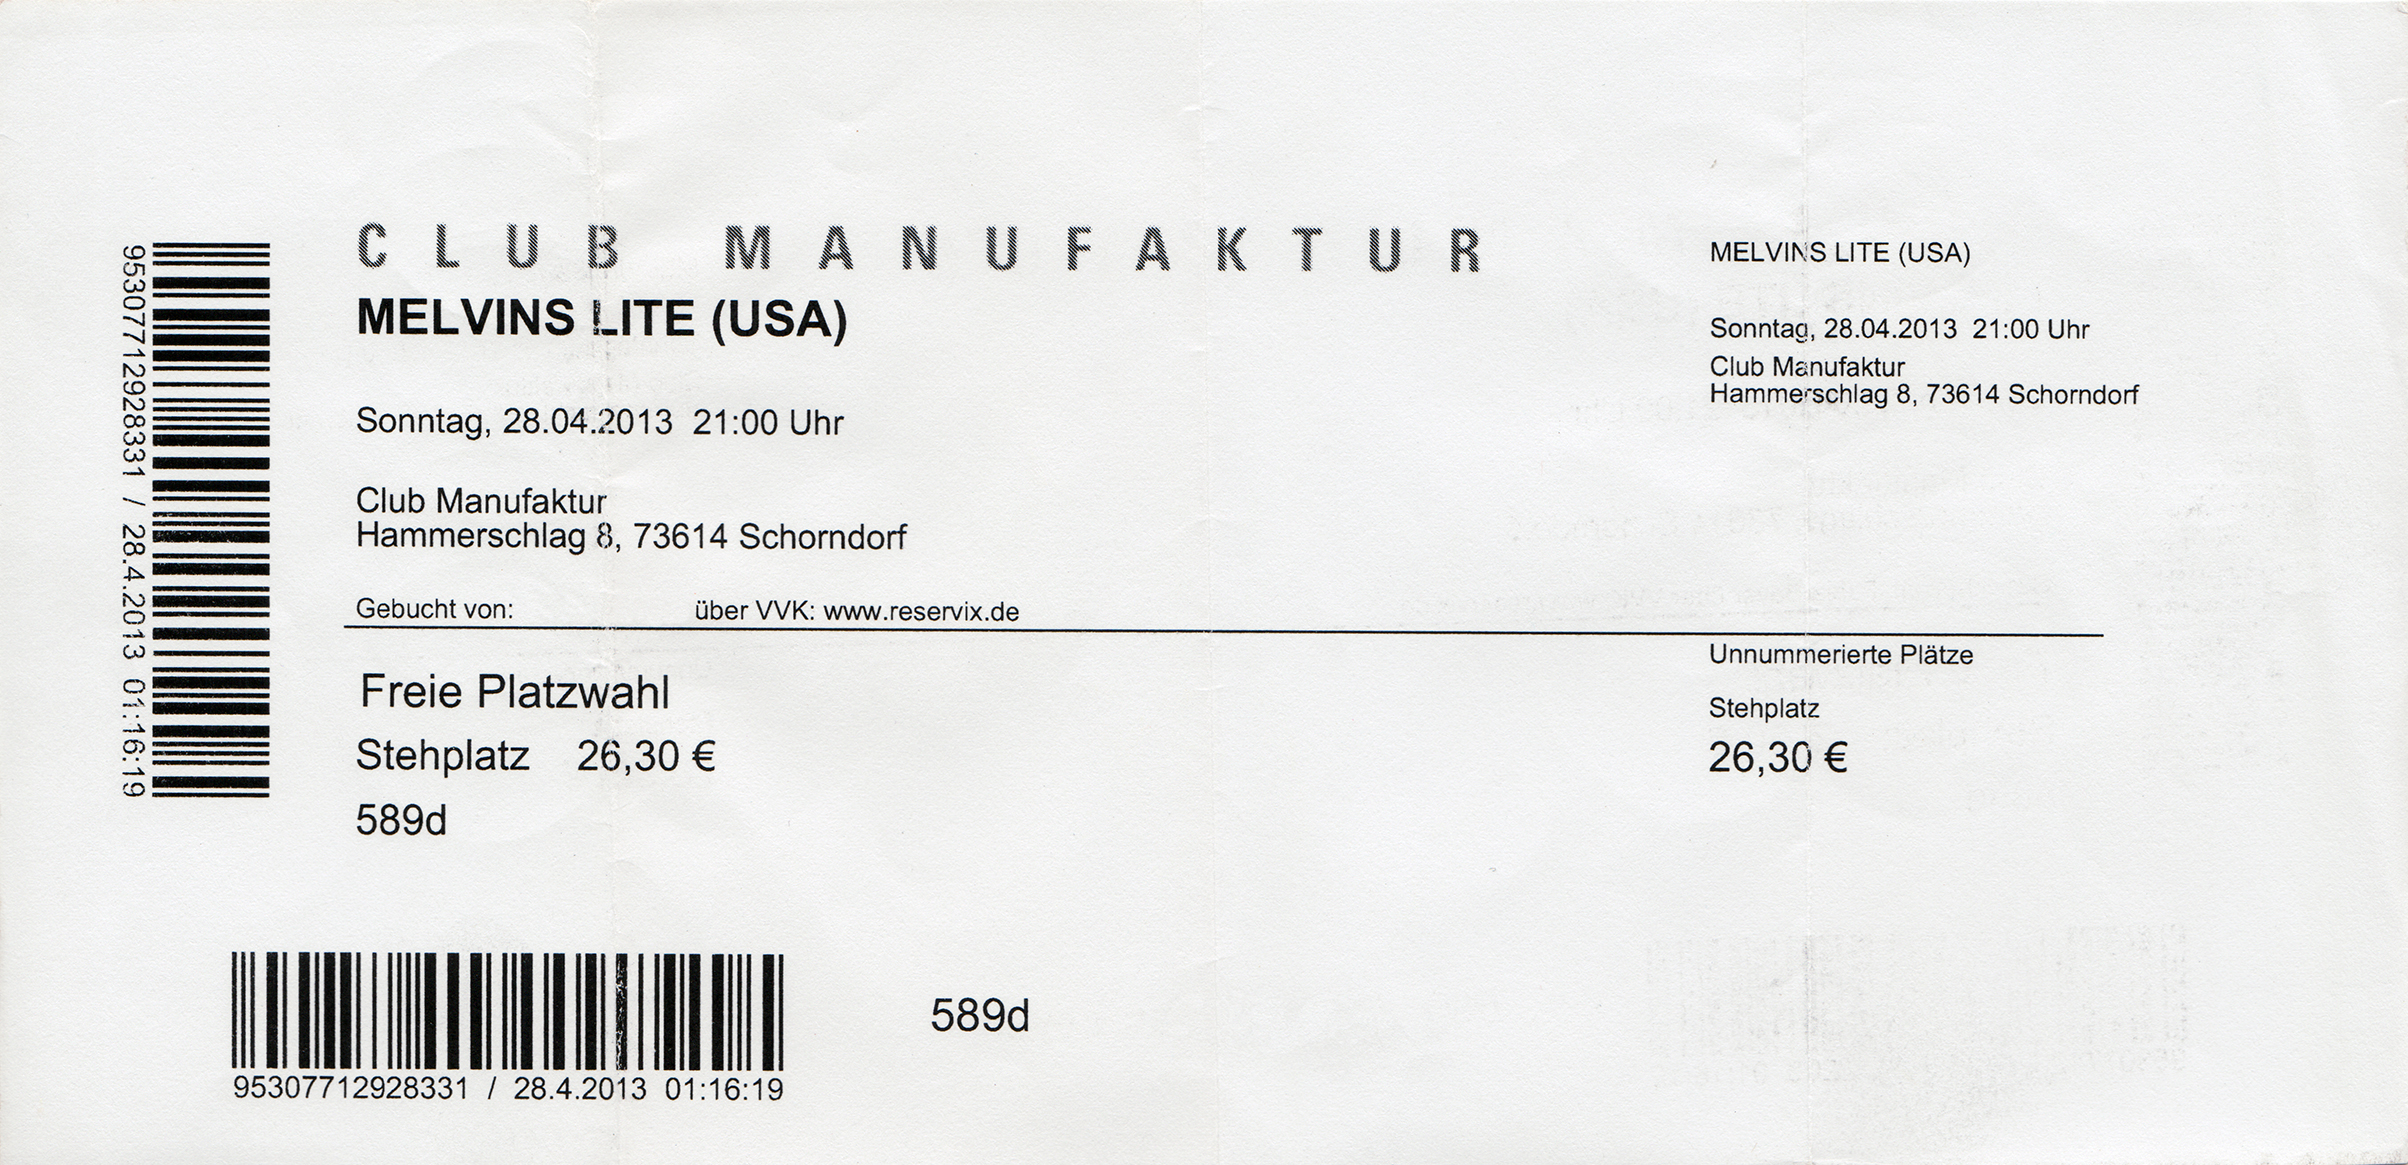 CLUB MANUFAKTUR
MELVINS LITE (USA)
Sonntag, 28.04.2013 21:00 Uhr
Club Manufaktur
Hammerschlag 8, 73614 Schorndorf
Gebucht von: über VVK: www.reservix.de
Freie Platzwahl
Stehplatz 26,30 €
589d
95307712928331 / 28.4.2013 01:16:19
95307712928331 / 28.4.2013 01:16:19
589d
MELVINS LITE (USA)
Sonntag, 28.04.2013 21:00 Uhr
Club Manufaktur
Hammerschlag 8, 73614 Schorndorf
Unnummerierte Plätze
Stehplatz
26,30 €